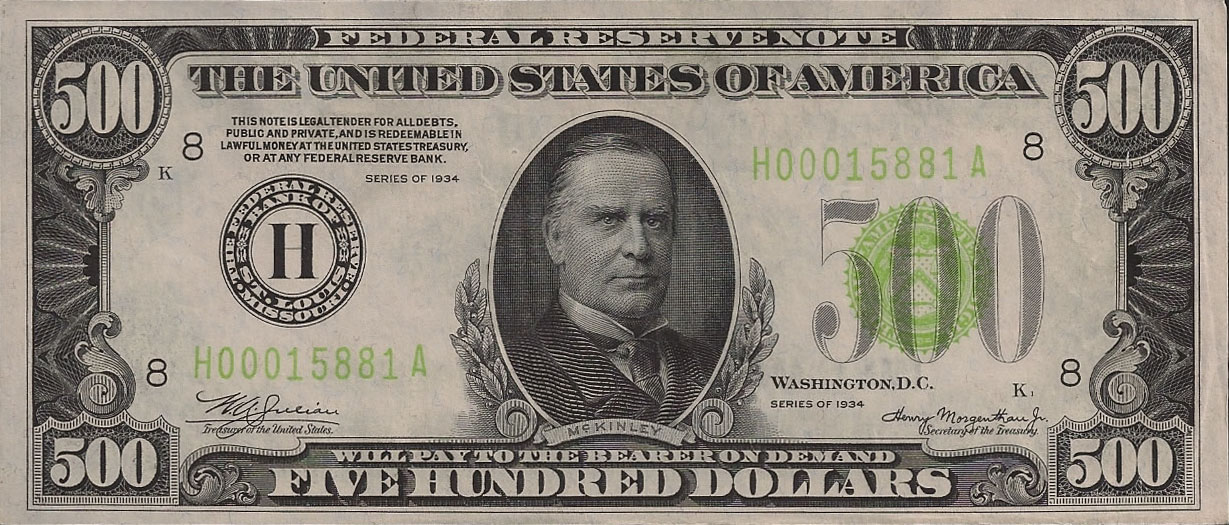 FEDERAL RESERVE NOTE
THE UNITED STATES OF AMERICA
500
500
THIS NOTE IS LEGAL TENDER FOR ALL DEBTS,
PUBLIC AND PRIVATE, AND IS REDEEMABLE IN
LAWFUL MONEY AT THE UNITED STATES TREASURY,
OR AT ANY FEDERAL RESERVE BANK.
SERIES OF 1934
8
K
H00015881A
8
FEDERAL RESERVE
BANK OF
ST. LOUIS
MISSOURI
H
500
8
H00015881A
W.A. Julian
Treasurer of the United States.
WASHINGTON, D.C.
SERIES OF 1934
K1
8
Henry Morgenthau Jr.
Secretary of the Treasury.
McKINLEY
WILL PAY TO THE BEARER ON DEMAND
FIVE HUNDRED DOLLARS
500
500